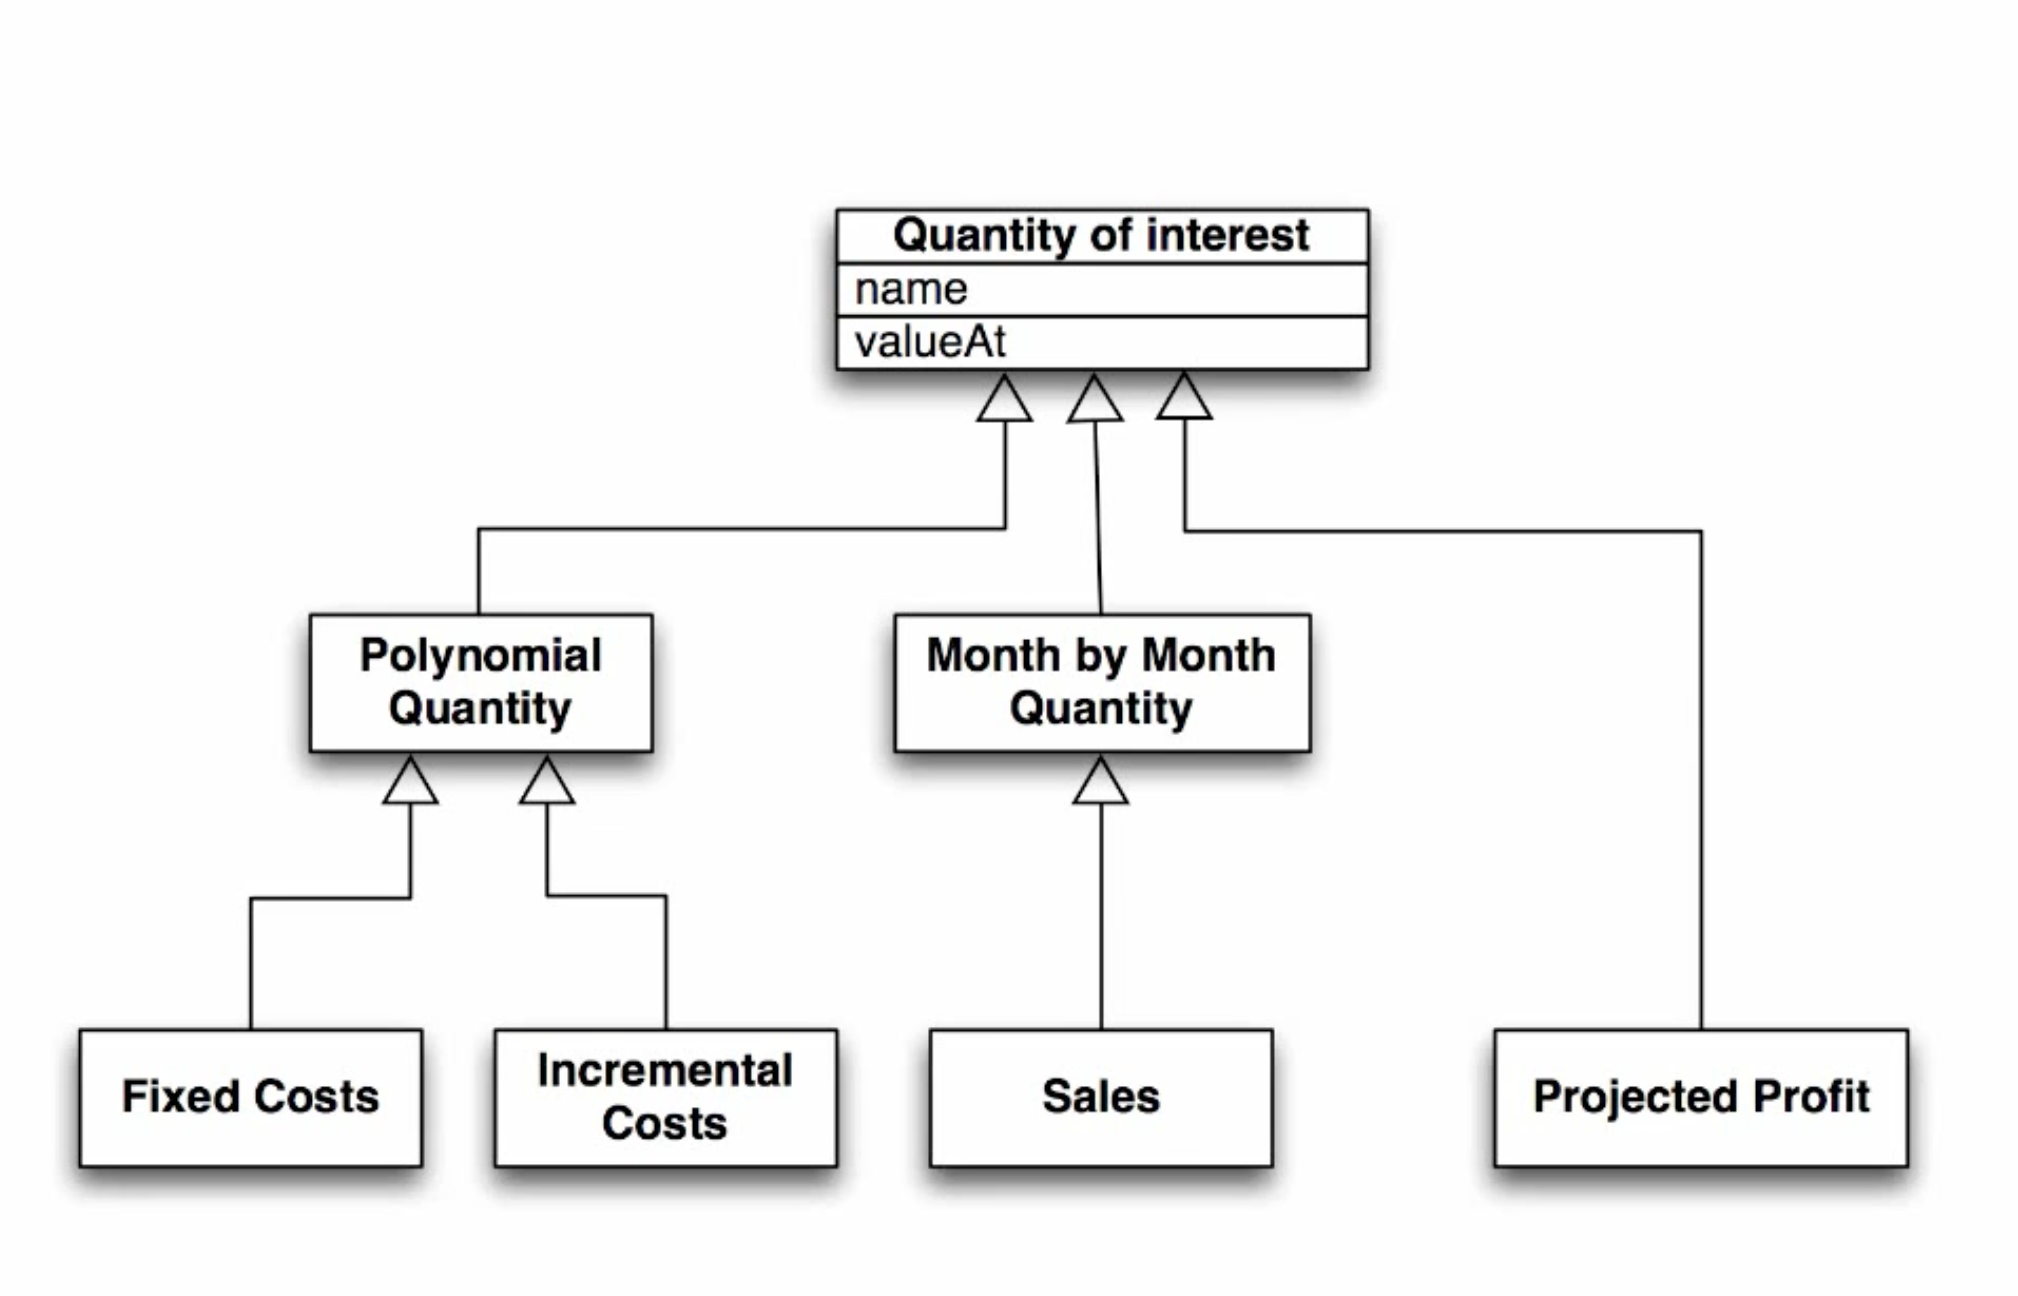 Quantity of interest
name
valueAt
Polynomial
Quantity
Month by Month
Quantity
Fixed Costs
Incremental
Costs
Sales
Projected Profit